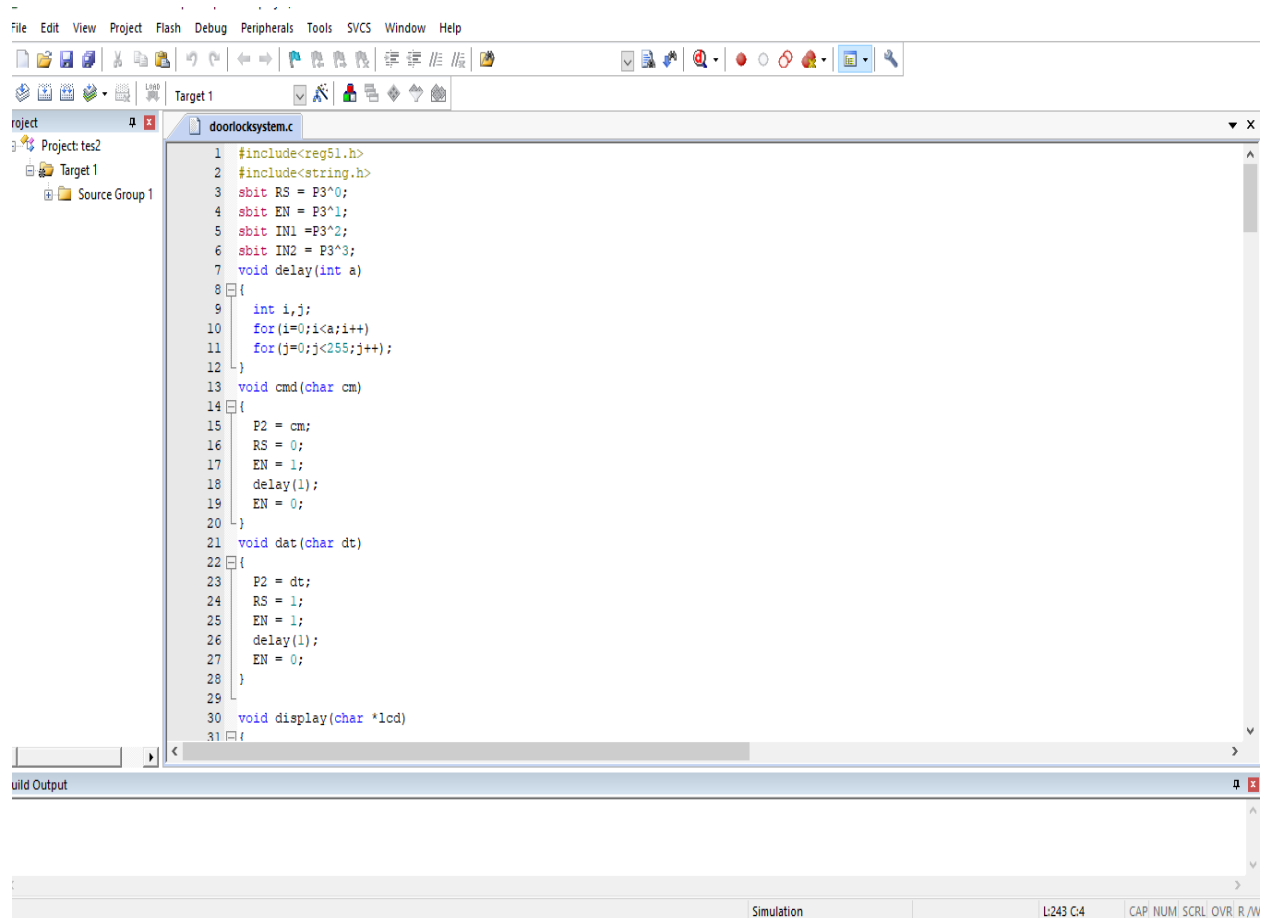 File Edit View Project Flash Debug Peripherals Tools SVCS Window Help
LOAD
Target 1
roject
doorlocksystem.c
Project: tes2
Target 1
Source Group 1
1 #include<reg51.h>
2 #include<string.h>
3 sbit RS = P3^0;
4 sbit EN = P3^1;
5 sbit IN1 =P3^2;
6 sbit IN2 = P3^3;
7 void delay(int a)
8 {
9 int i,j;
10 for(i=0;i<a;i++)
11 for(j=0;j<255;j++);
12 }
13 void cmd(char cm)
14 {
15 P2 = cm;
16 RS = 0;
17 EN = 1;
18 delay(1);
19 EN = 0;
20 }
21 void dat(char dt)
22 {
23 P2 = dt;
24 RS = 1;
25 EN = 1;
26 delay(1);
27 EN = 0;
28 }
29
30 void display(char *lcd)
31 {
uild Output
Simulation L:243 C:4 CAP NUM SCRL OVR R/W